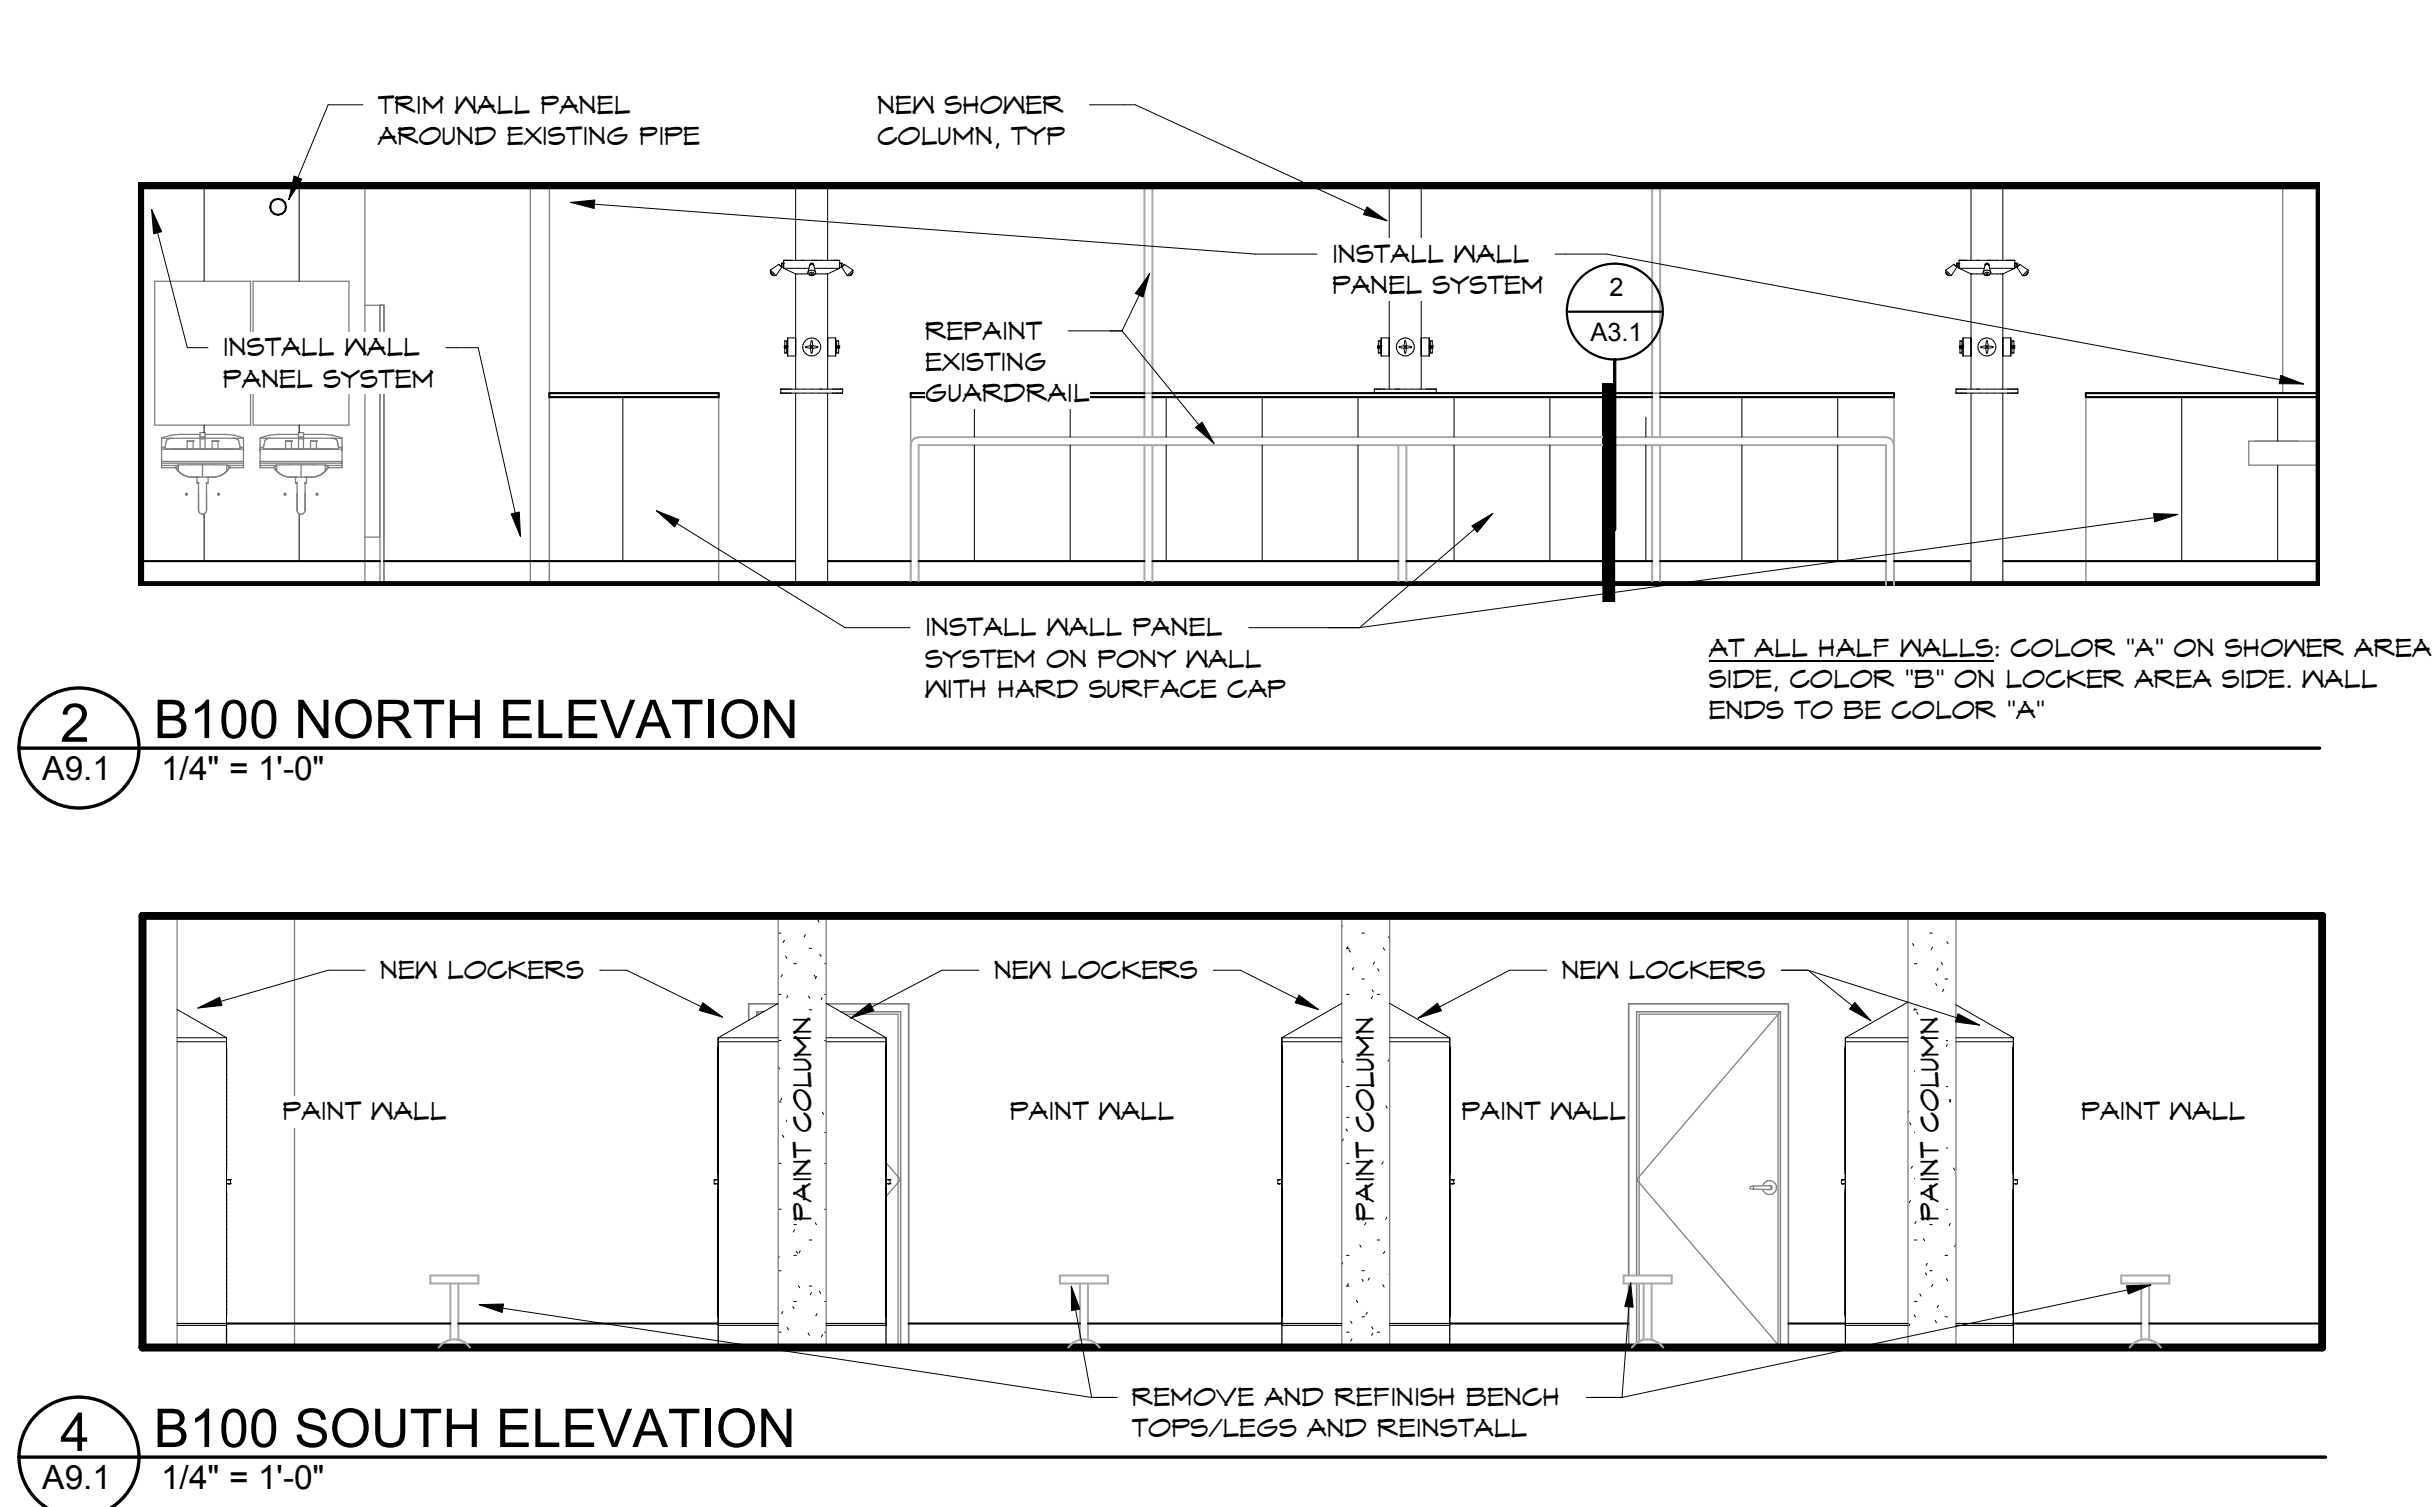 TRIM WALL PANEL
AROUND EXISTING PIPE
NEW SHOWER
COLUMN, TYP
INSTALL WALL
PANEL SYSTEM
2
A3.1
REPAINT
EXISTING
GUARDRAIL
INSTALL WALL
PANEL SYSTEM
INSTALL WALL PANEL
SYSTEM ON PONY WALL
WITH HARD SURFACE CAP
AT ALL HALF WALLS: COLOR "A" ON SHOWER AREA
SIDE, COLOR "B" ON LOCKER AREA SIDE. WALL
ENDS TO BE COLOR "A"
2
A9.1
B100 NORTH ELEVATION
1/4" = 1'-0"
NEW LOCKERS
NEW LOCKERS
NEW LOCKERS
PAINT WALL
PAINT COLUMN
PAINT WALL
PAINT COLUMN
PAINT WALL
PAINT COLUMN
PAINT WALL
REMOVE AND REFINISH BENCH
TOPS/LEGS AND REINSTALL
4
A9.1
B100 SOUTH ELEVATION
1/4" = 1'-0"